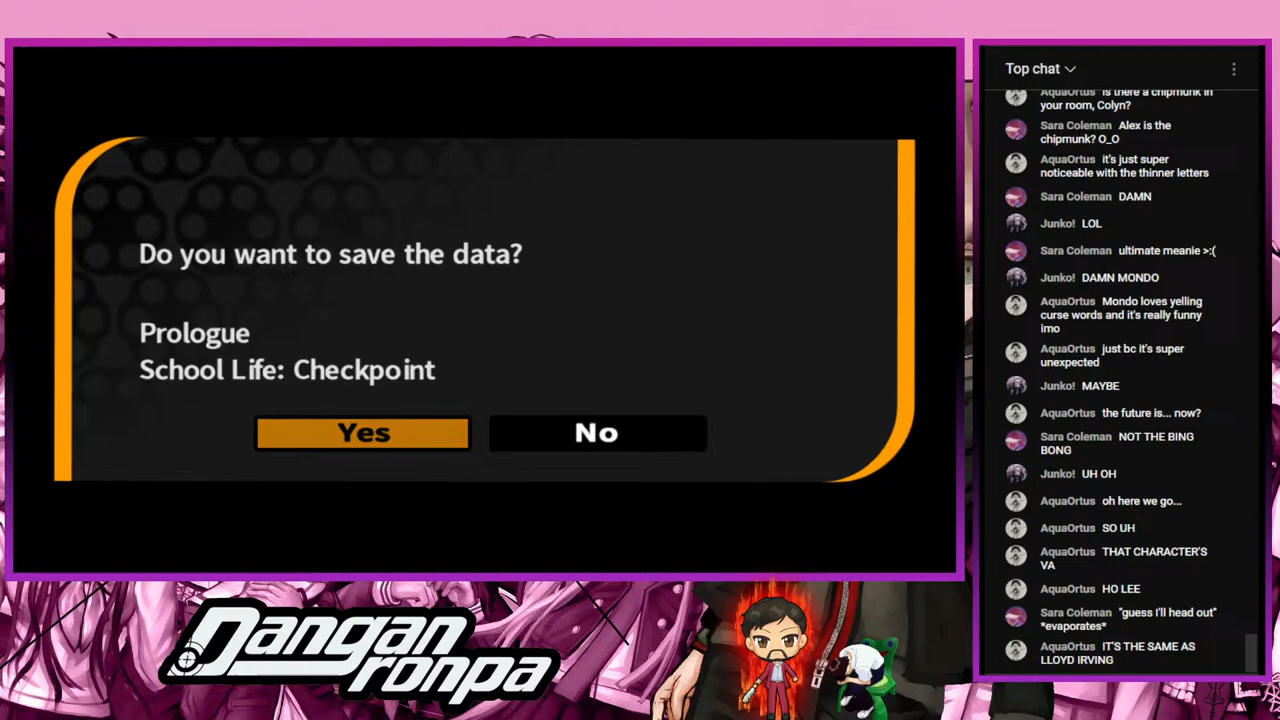 Do you want to save the data?
Prologue
School Life: Checkpoint
Yes
No
Dangan
ronpa
Top chat
AquaOrtus is there a chipmunk in
your room, Colyn?
Sara Coleman Alex is the
chipmunk? O_O
AquaOrtus it's just super
noticeable with the thinner letters
Sara Coleman DAMN
Junko! LOL
Sara Coleman ultimate meanie >:(
Junko! DAMN MONDO
AquaOrtus Mondo loves yelling
curse words and it's really funny
imo
AquaOrtus just bc it's super
unexpected
Junko! MAYBE
AquaOrtus the future is... now?
Sara Coleman NOT THE BING
BONG
Junko! UH OH
AquaOrtus oh here we go...
AquaOrtus SO UH
AquaOrtus THAT CHARACTER'S
VA
AquaOrtus HO LEE
Sara Coleman "guess I'll head out"
*evaporates*
AquaOrtus IT'S THE SAME AS
LLOYD IRVING